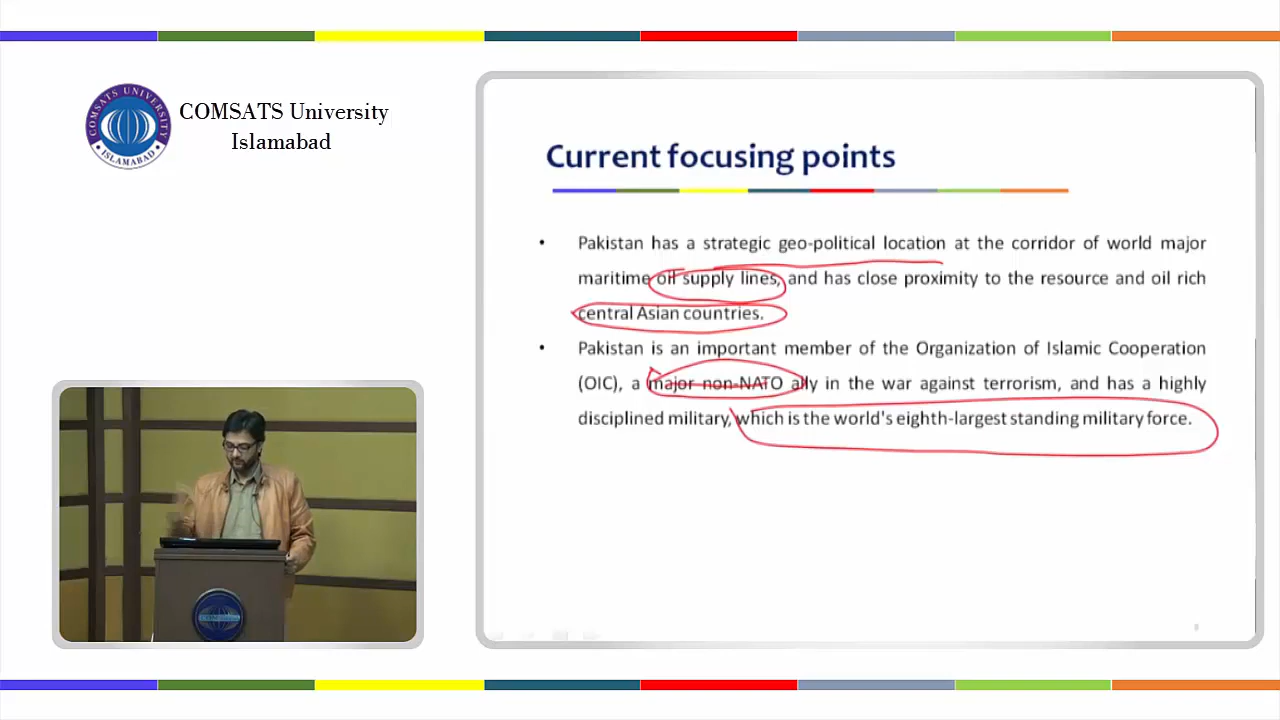 COMSATS UNIVERSITY
ISLAMABAD
COMSATS University
Islamabad
Current focusing points
• Pakistan has a strategic geo-political location at the corridor of world major
maritime oil supply lines, and has close proximity to the resource and oil rich
central Asian countries.
• Pakistan is an important member of the Organization of Islamic Cooperation
(OIC), a major non-NATO ally in the war against terrorism, and has a highly
disciplined military, which is the world's eighth-largest standing military force.